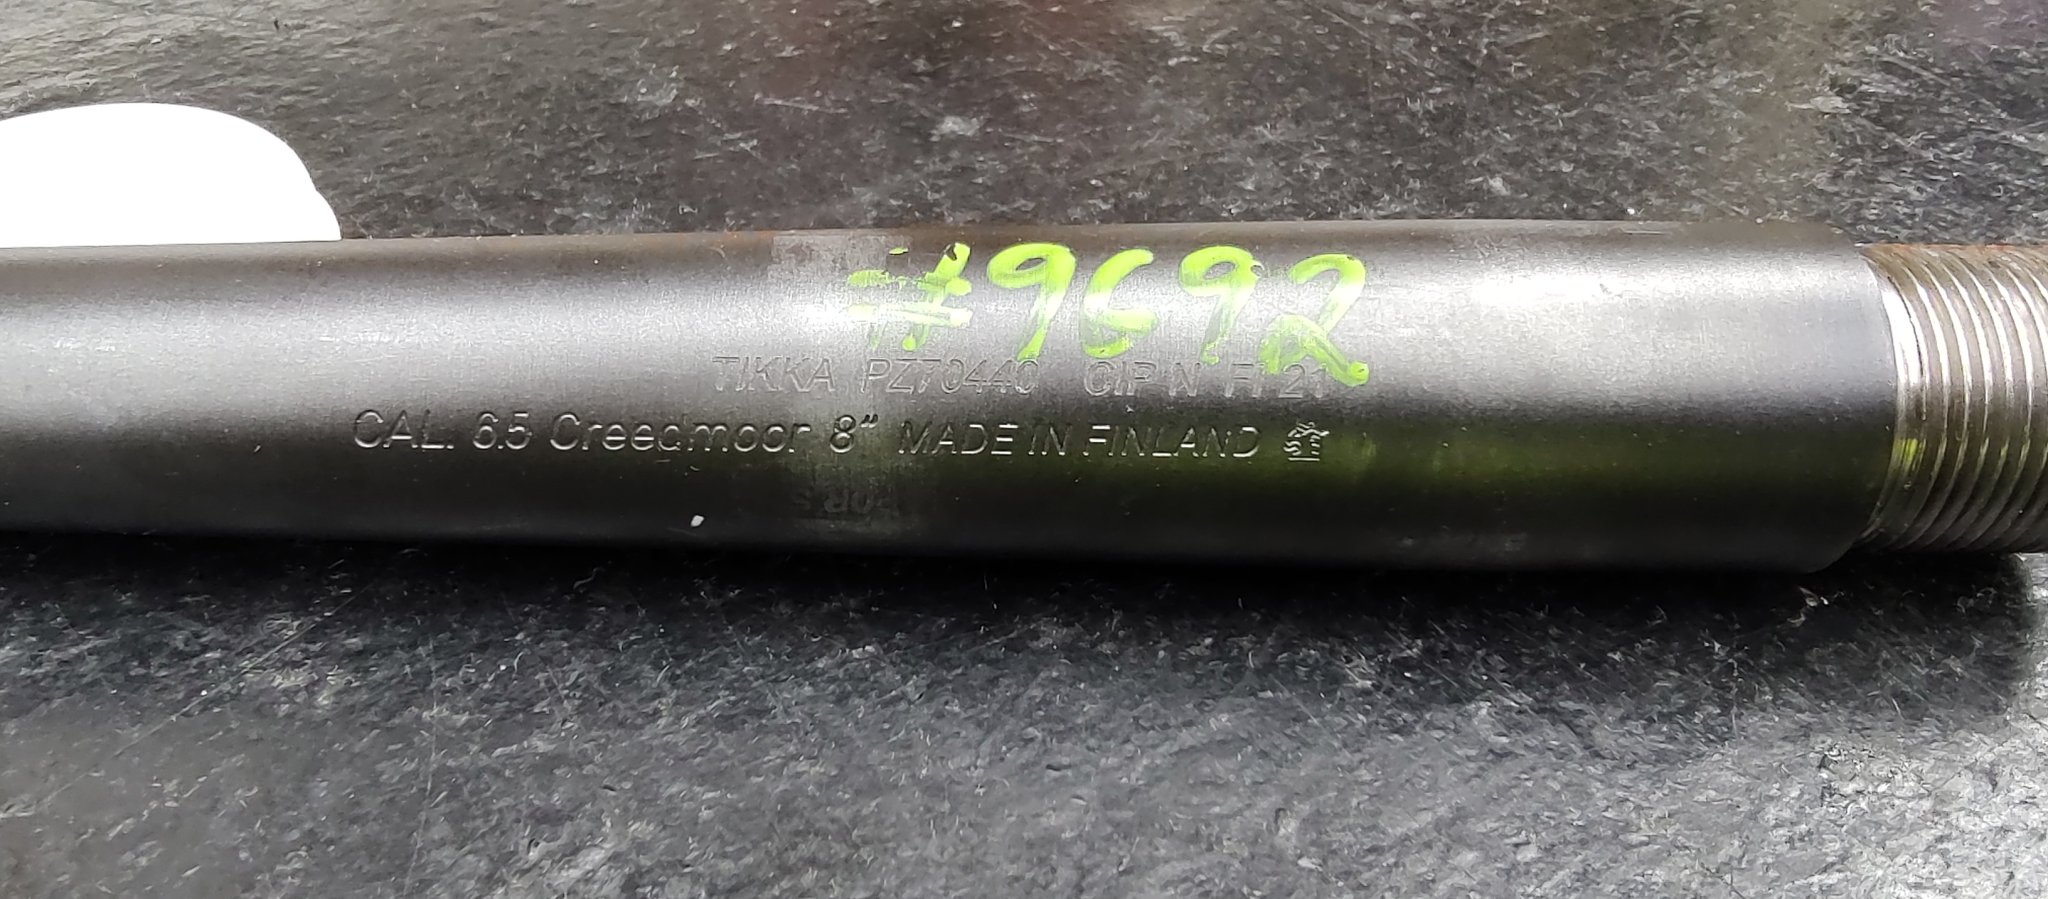 #9692
TIKKA PZ70440 CIP N FI 21
CAL. 6.5 Creedmoor 8" MADE IN FINLAND